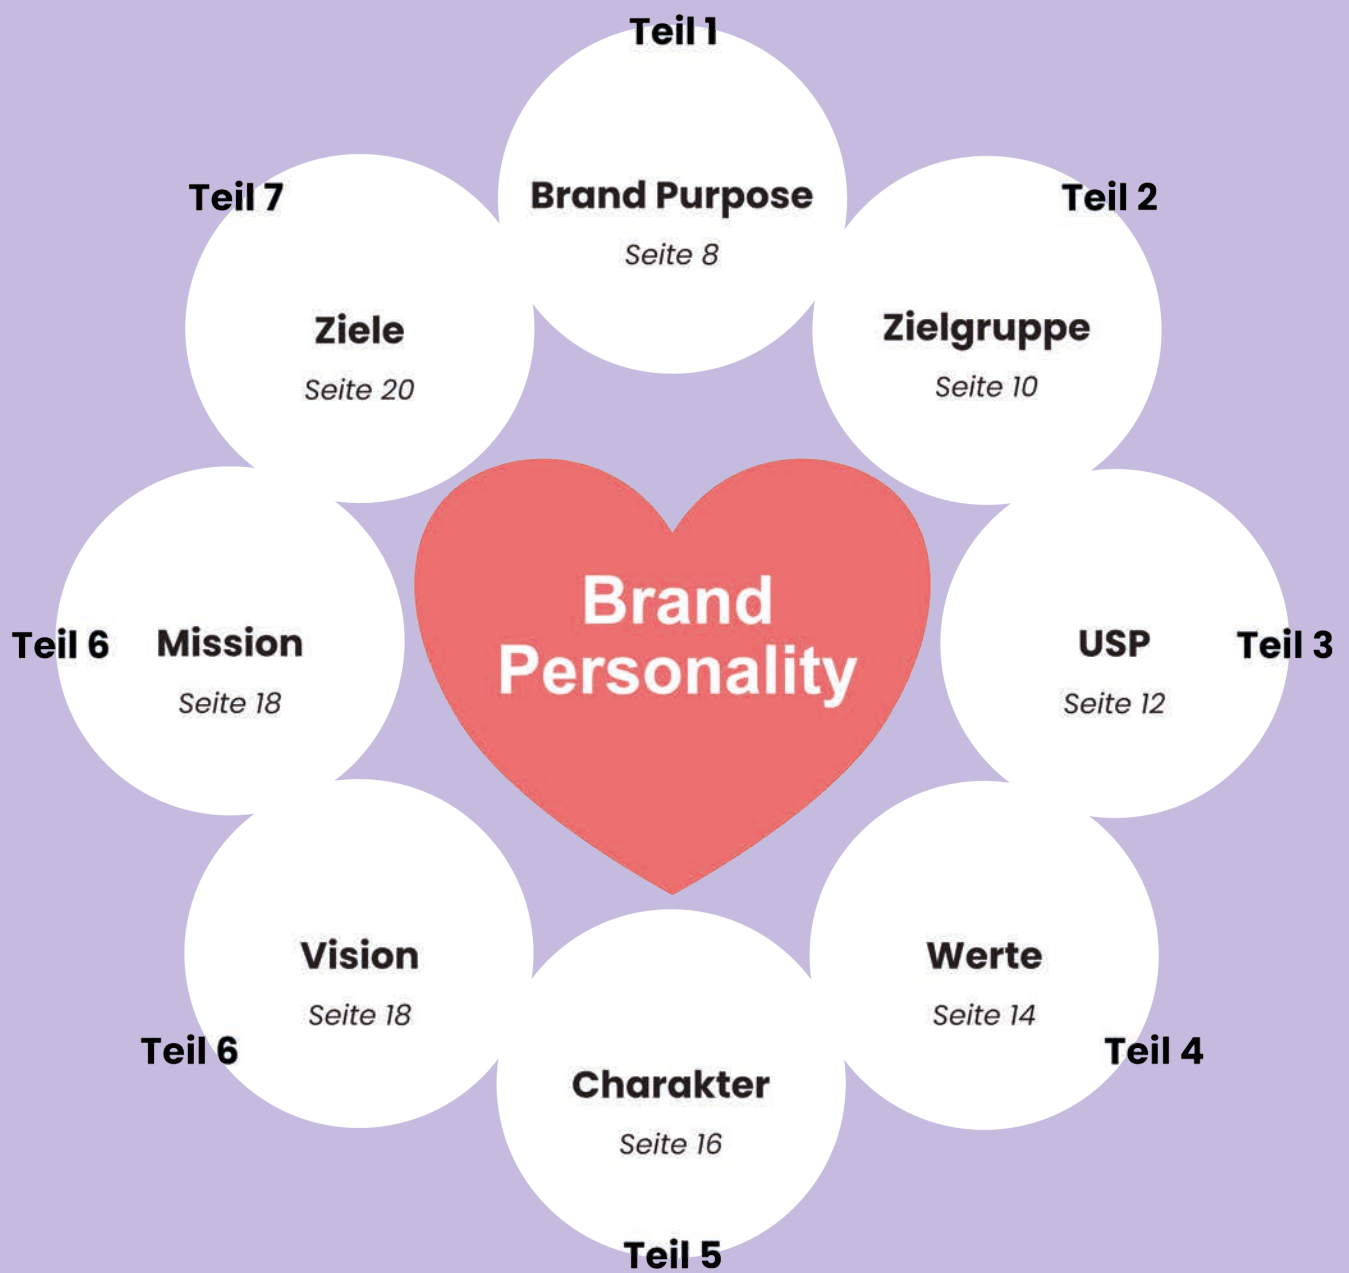 Teil 1
Brand Purpose
Seite 8
Teil 2
Zielgruppe
Seite 10
Teil 3
USP
Seite 12
Teil 4
Werte
Seite 14
Teil 5
Charakter
Seite 16
Teil 6
Vision
Seite 18
Teil 6
Mission
Seite 18
Teil 7
Ziele
Seite 20
Brand
Personality